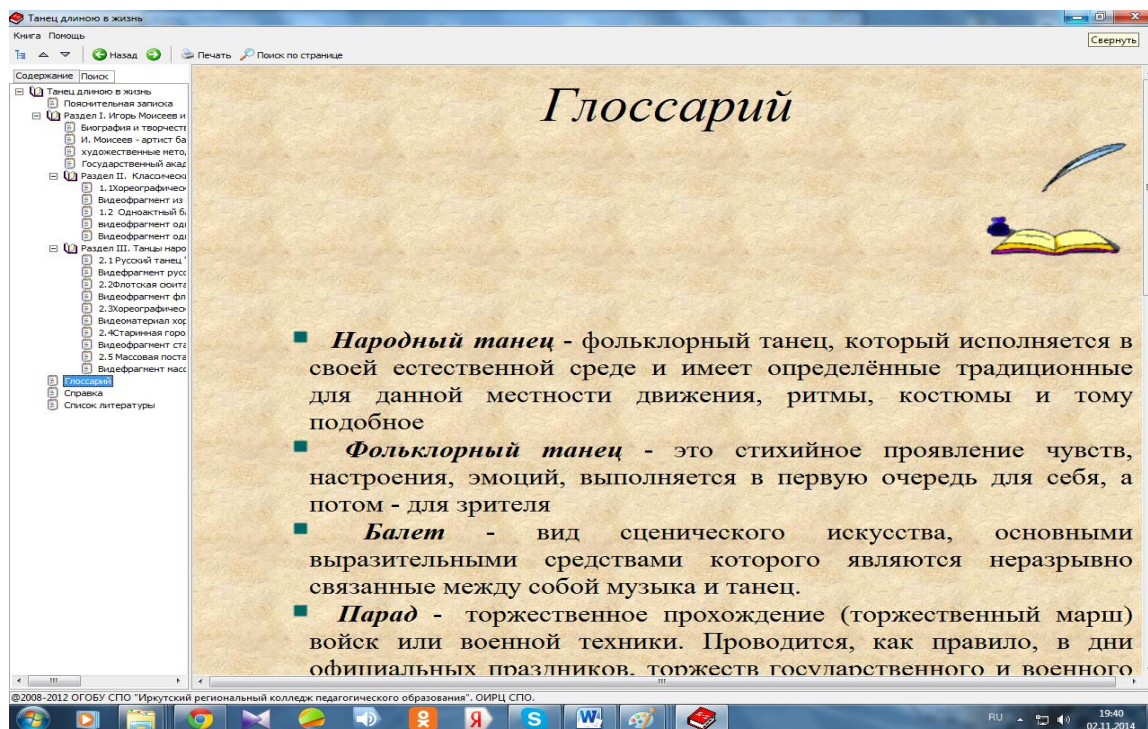 Танец длиною в жизнь
Книга Помощь
Свернуть
Назад Печать Поиск по странице
Содержание Поиск
Танец длиною в жизнь
Пояснительная записка
Раздел I. Игорь Моисеев и
Биография и творчест
И. Моисеев - артист ба
художественные мето,
Государственный акад
Раздел II. Классическ
1.1Хореографичес
Видеофрагмент из
1.2 Одноактный б
видеофрагмент од
Видеофрагмент од
Раздел III. Танцы наро
2.1 Русский танец "
Видефрагмент русс
2.2Флотская сюита
Видеофрагмент фл
2.3Хореографичес
Видеоматериал хор
2.4Старинная горо
Видеофрагмент ста
2.5 Массовая поста
Видефрагмент масс
Глоссарий
Справка
Список литературы
Глоссарий
Народный танец - фольклорный танец, который исполняется в
своей естественной среде и имеет определённые традиционные
для данной местности движения, ритмы, костюмы и тому
подобное
Фольклорный танец - это стихийное проявление чувств,
настроения, эмоций, выполняется в первую очередь для себя, а
потом - для зрителя
Балет - вид сценического искусства, основными
выразительными средствами которого являются неразрывно
связанные между собой музыка и танец.
Парад - торжественное прохождение (торжественный марш)
войск или военной техники. Проводится, как правило, в дни
официальных праздников, торжеств государственного и военного
@2008-2012 ОГОБУ СПО "Иркутский региональный колледж педагогического образования". ОИРЦ СПО.
RU
19:40
02.11.2014